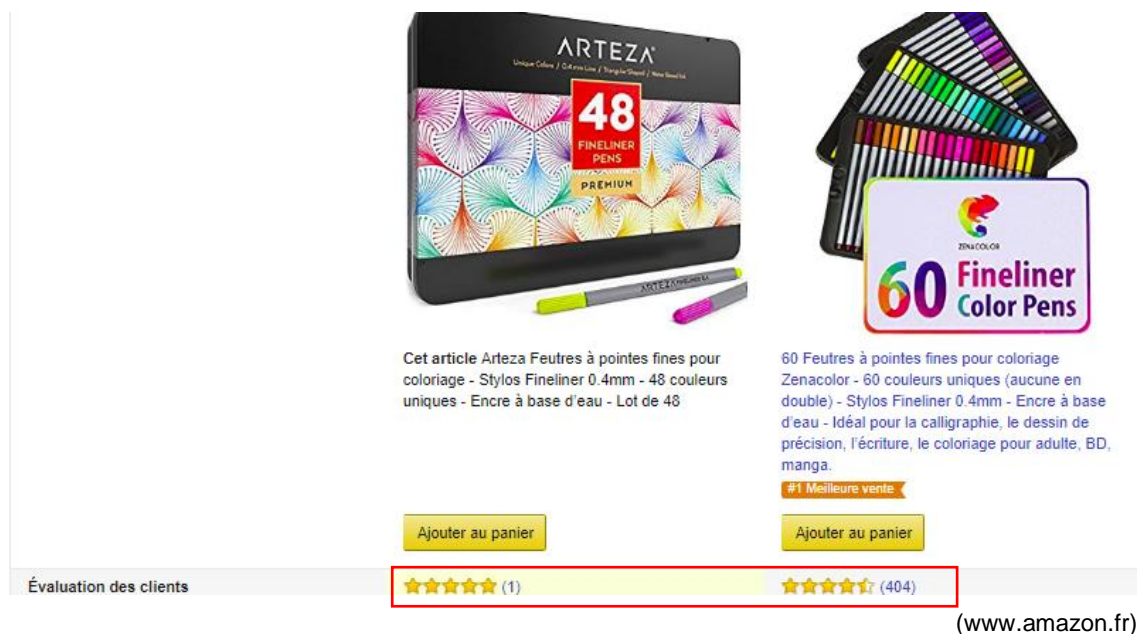 ARTEZA
Unique Colors / 0.4mm Line / Triangular Shaped / Water Based Ink
48
FINELINER
PENS
PREMIUM
ARTEZA
ZENACOLOR
60 Fineliner
Color Pens
Cet article Arteza Feutres à pointes fines pour
coloriage - Stylos Fineliner 0.4mm - 48 couleurs
uniques - Encre à base d'eau - Lot de 48
60 Feutres à pointes fines pour coloriage
Zenacolor - 60 couleurs uniques (aucune en
double) - Stylos Fineliner 0.4mm - Encre à base
d'eau - Idéal pour la calligraphie, le dessin de
précision, l'écriture, le coloriage pour adulte, BD,
manga.
#1 Meilleure vente
Ajouter au panier
Ajouter au panier
Évaluation des clients (1) (404)
(www.amazon.fr)